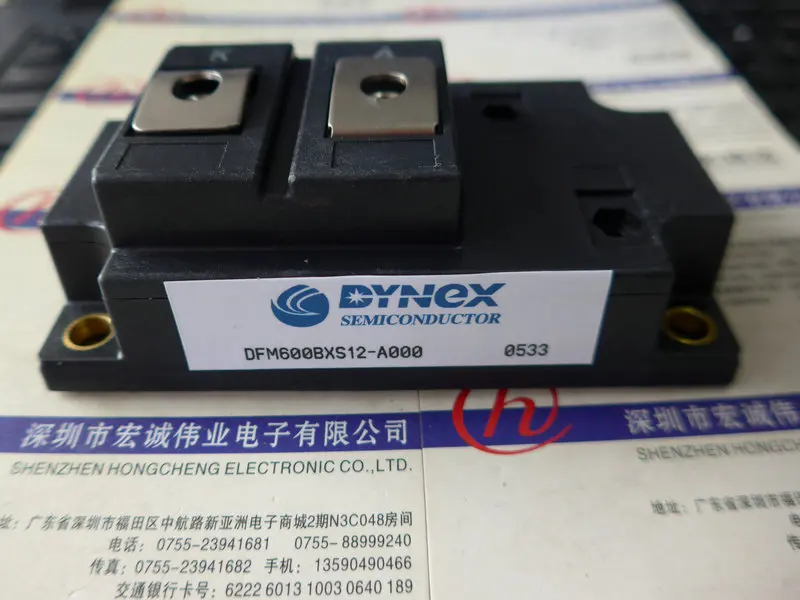 K A
DYNEX
SEMICONDUCTOR
DFM600BXS12-A000 0533
h
深圳市宏诚伟业电子有限公司
深圳市宏诚伟业
SHENZHEN HONGCHENG ELECTRONIC CO.,LTD.
SHENZHEN HONGCHENG
址：广东省深圳市福田区中航路新亚洲电子商城2期N3C048房间
电话：0755-23941681 0755-88999240
传真：0755-23941682 手机：13590490466
交通银行卡号：6222 6013 1003 0640 189